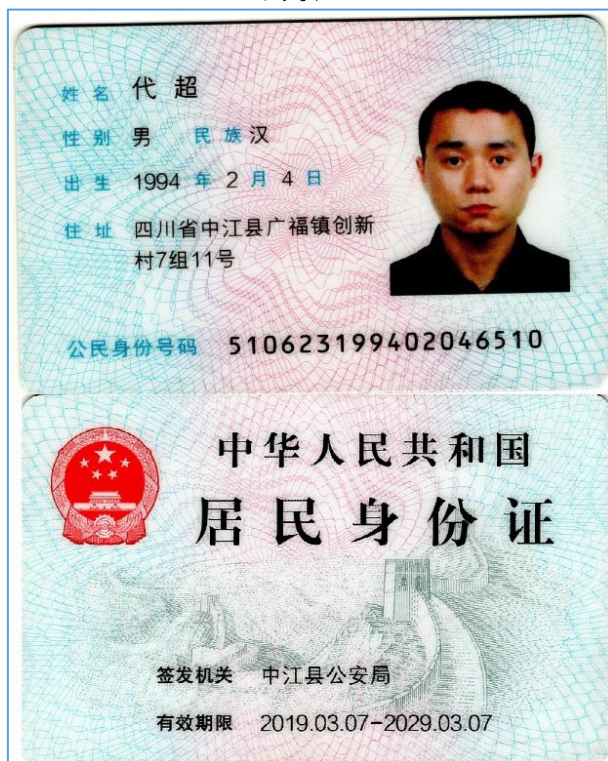 姓名 代超
性别 男 民族 汉
出生 1994 年 2 月 4 日
住址 四川省中江县广福镇创新
村7组11号
公民身份号码 510623199402046510
中华人民共和国
居民身份证
签发机关 中江县公安局
有效期限 2019.03.07-2029.03.07